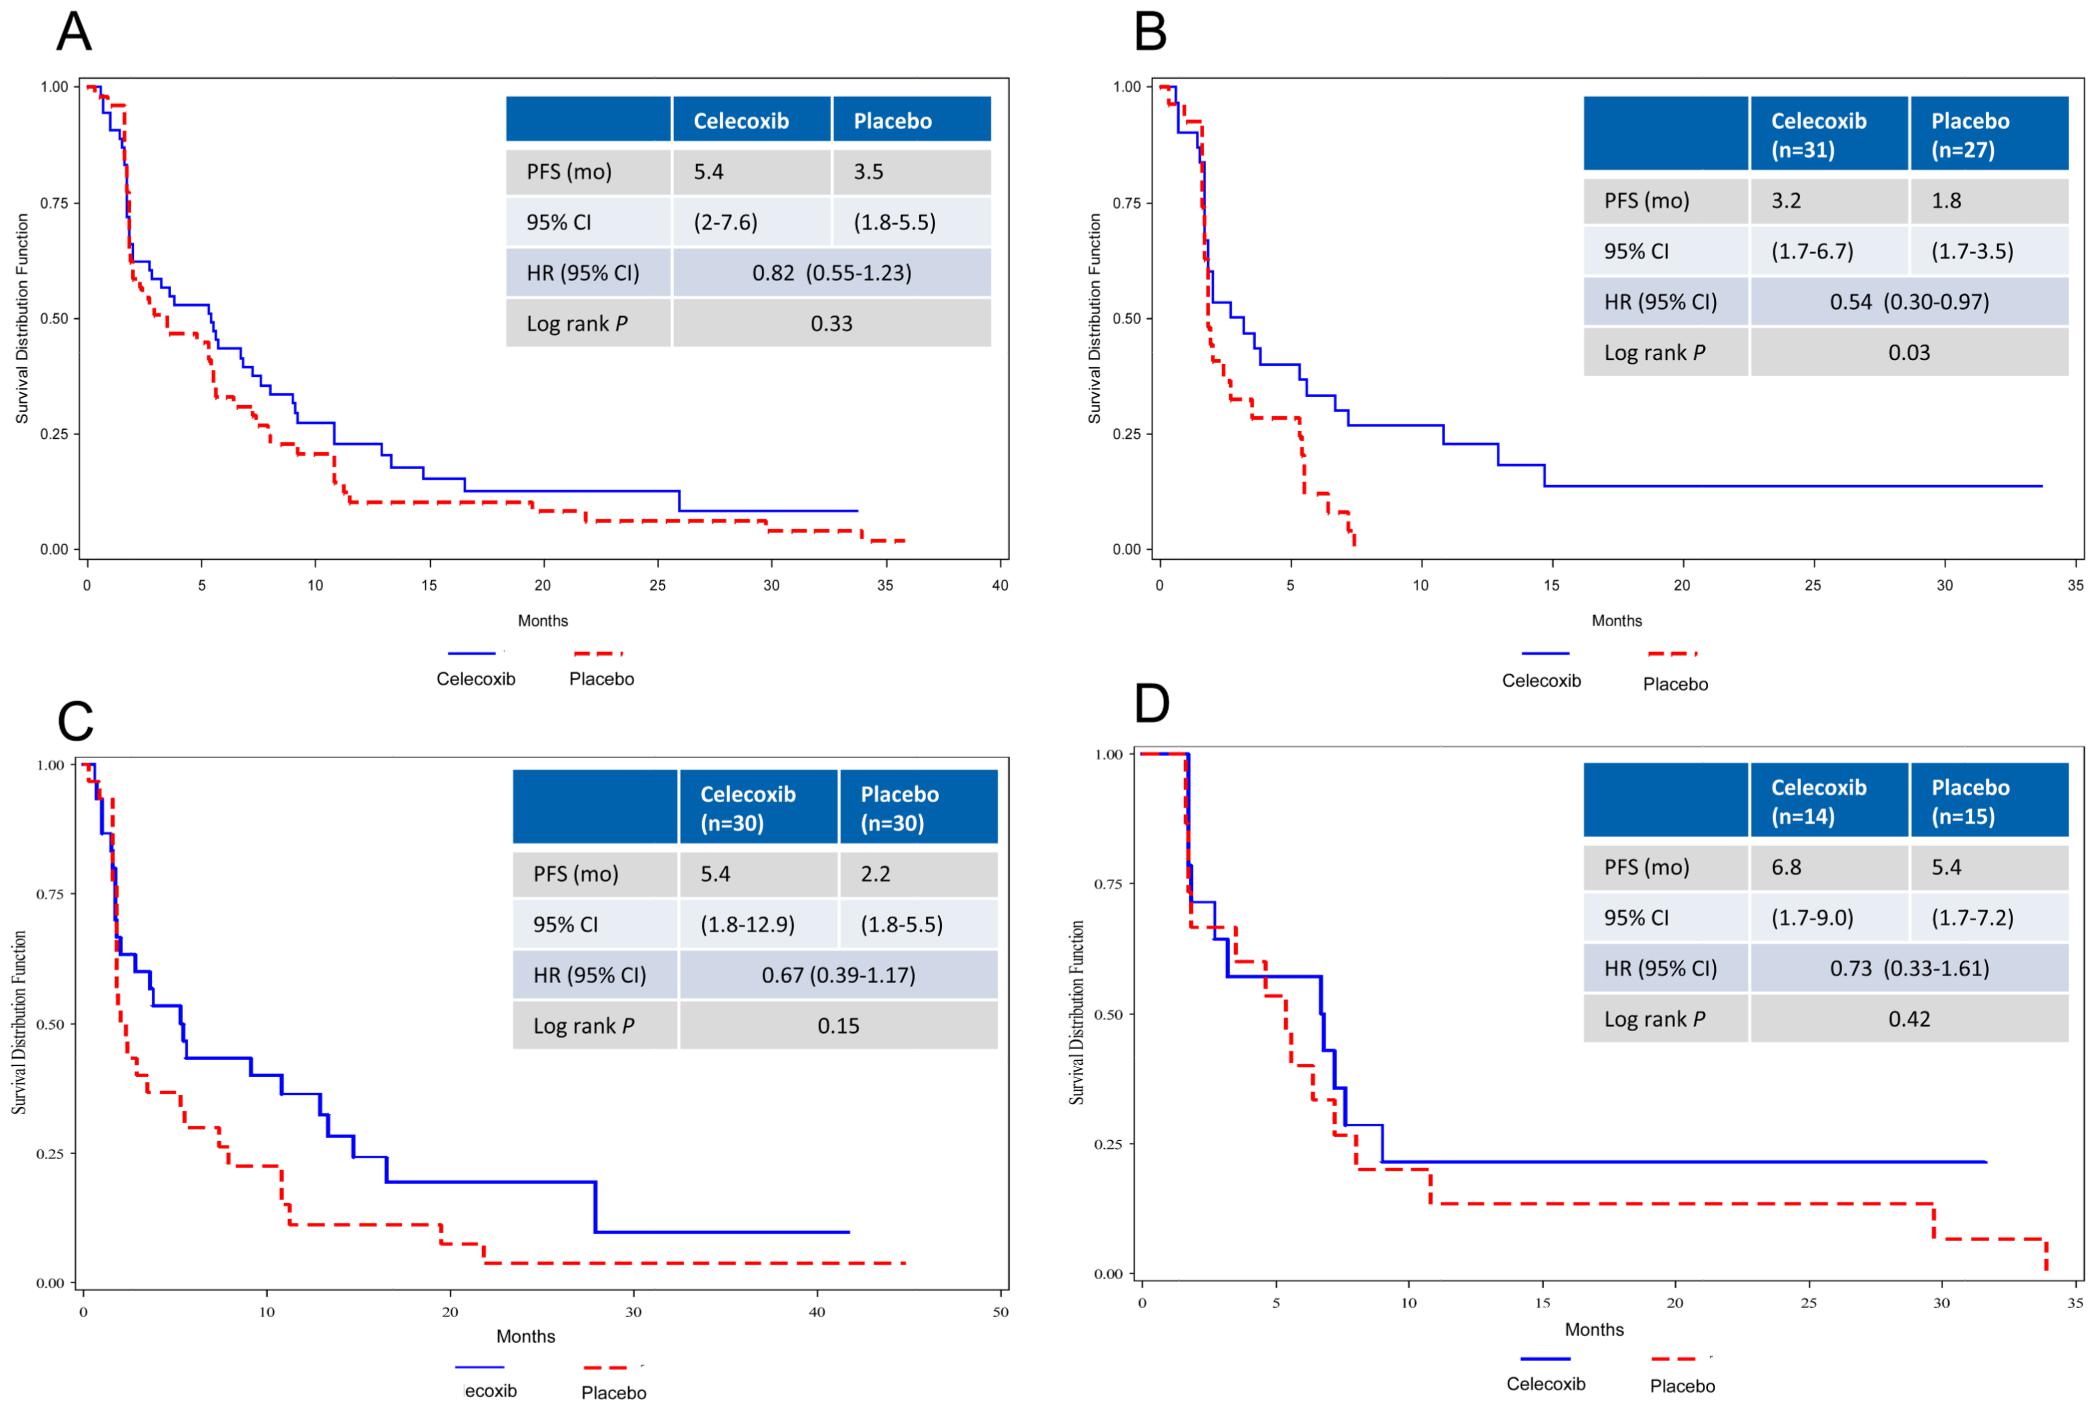 A
Survival Distribution Function
1.00
0.75
0.50
0.25
0.00
0 5 10 15 20 25 30 35 40
Months
Celecoxib Placebo
Celecoxib Placebo
PFS (mo) 5.4 3.5
95% CI (2-7.6) (1.8-5.5)
HR (95% CI) 0.82 (0.55-1.23)
Log rank P 0.33
B
Survival Distribution Function
1.00
0.75
0.50
0.25
0.00
0 5 10 15 20 25 30 35
Months
Celecoxib Placebo
Celecoxib Placebo
(n=31) (n=27)
PFS (mo) 3.2 1.8
95% CI (1.7-6.7) (1.7-3.5)
HR (95% CI) 0.54 (0.30-0.97)
Log rank P 0.03
C
Survival Distribution Function
1.00
0.75
0.50
0.25
0.00
0 10 20 30 40 50
Months
ecoxib Placebo
Celecoxib Placebo
(n=30) (n=30)
PFS (mo) 5.4 2.2
95% CI (1.8-12.9) (1.8-5.5)
HR (95% CI) 0.67 (0.39-1.17)
Log rank P 0.15
D
Survival Distribution Function
1.00
0.75
0.50
0.25
0.00
0 5 10 15 20 25 30 35
Months
Celecoxib Placebo
Celecoxib Placebo
(n=14) (n=15)
PFS (mo) 6.8 5.4
95% CI (1.7-9.0) (1.7-7.2)
HR (95% CI) 0.73 (0.33-1.61)
Log rank P 0.42